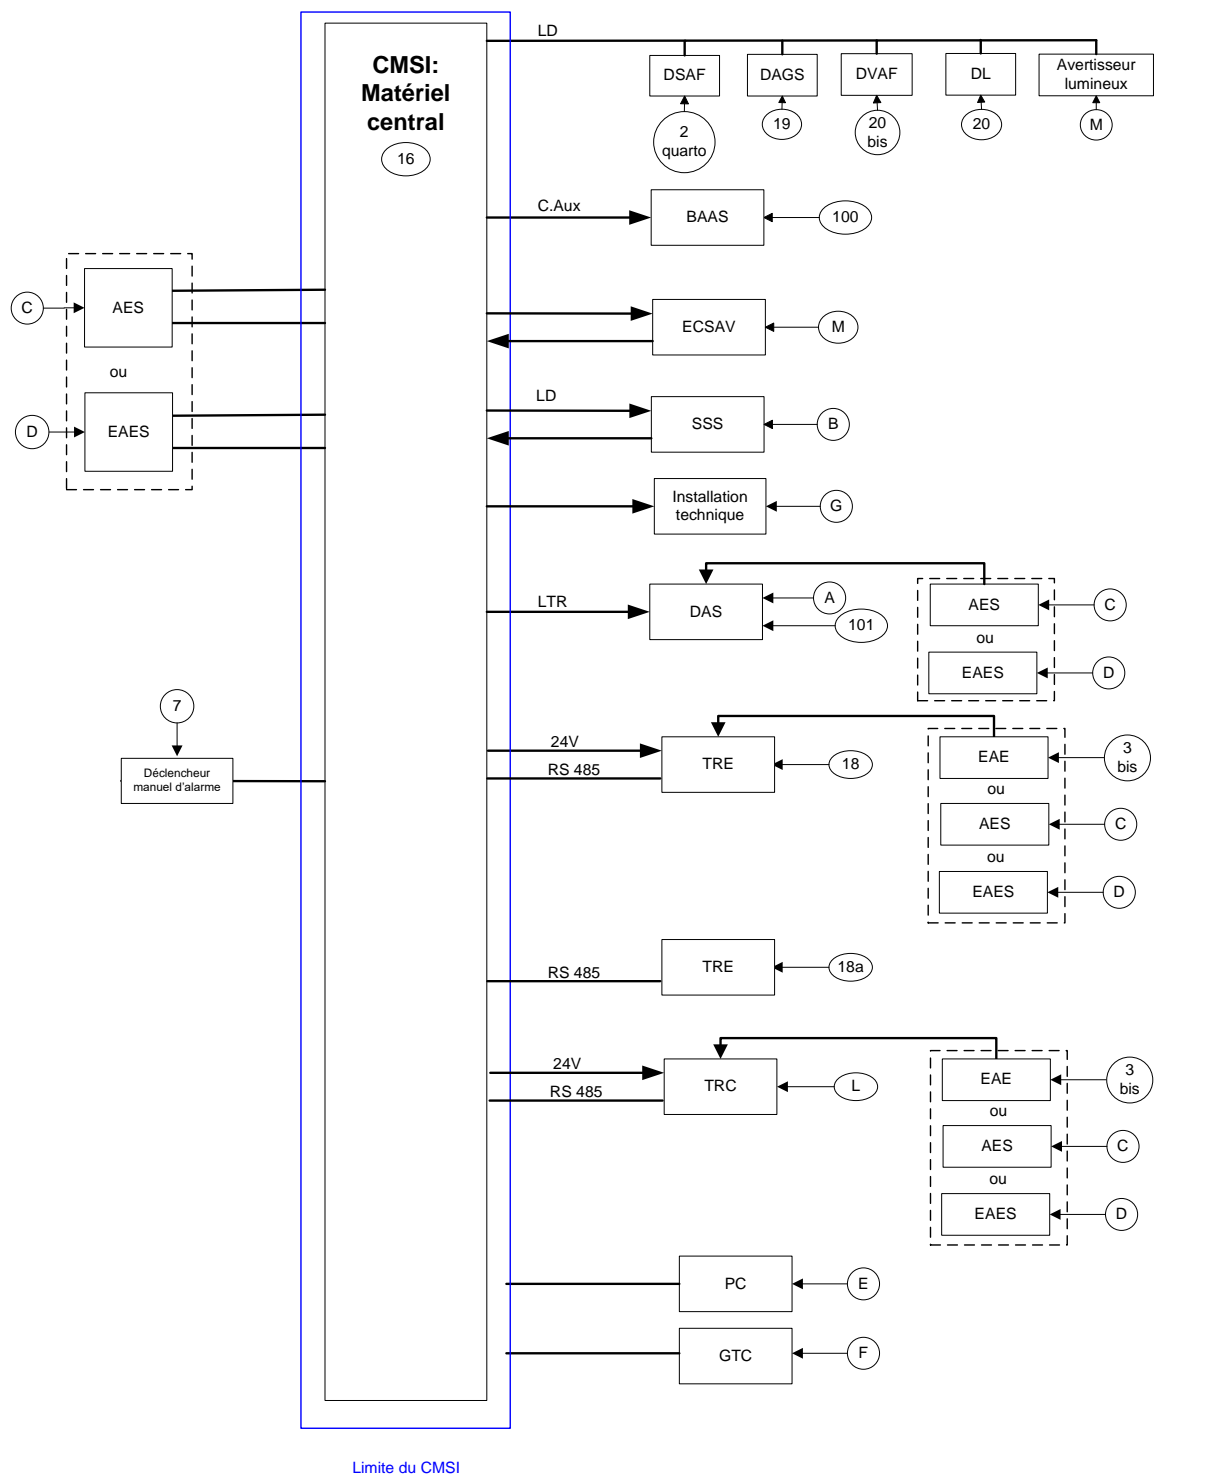 LD
CMSI:
Matériel
central
16
DSAF
DAGS
DVAF
DL
Avertisseur
lumineux
2
quarto
19
20
bis
20
M
C.Aux
BAAS
100
C
AES
ou
D
EAES
ECSAV
M
LD
SSS
B
Installation
technique
G
LTR
DAS
A
101
AES
C
ou
EAES
D
7
Déclencheur
manuel d'alarme
24V
RS 485
TRE
18
EAE
3
bis
ou
AES
C
ou
EAES
D
RS 485
TRE
18a
24V
RS 485
TRC
L
EAE
3
bis
ou
AES
C
ou
EAES
D
PC
E
GTC
F
Limite du CMSI